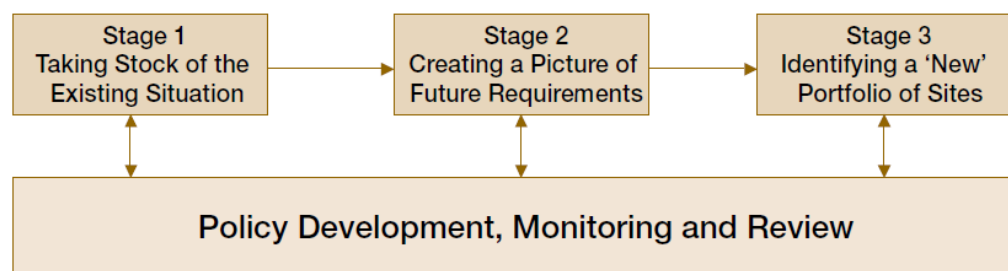 Stage 1
Taking Stock of the
Existing Situation
Stage 2
Creating a Picture of
Future Requirements
Stage 3
Identifying a ‘New’
Portfolio of Sites
Policy Development, Monitoring and Review